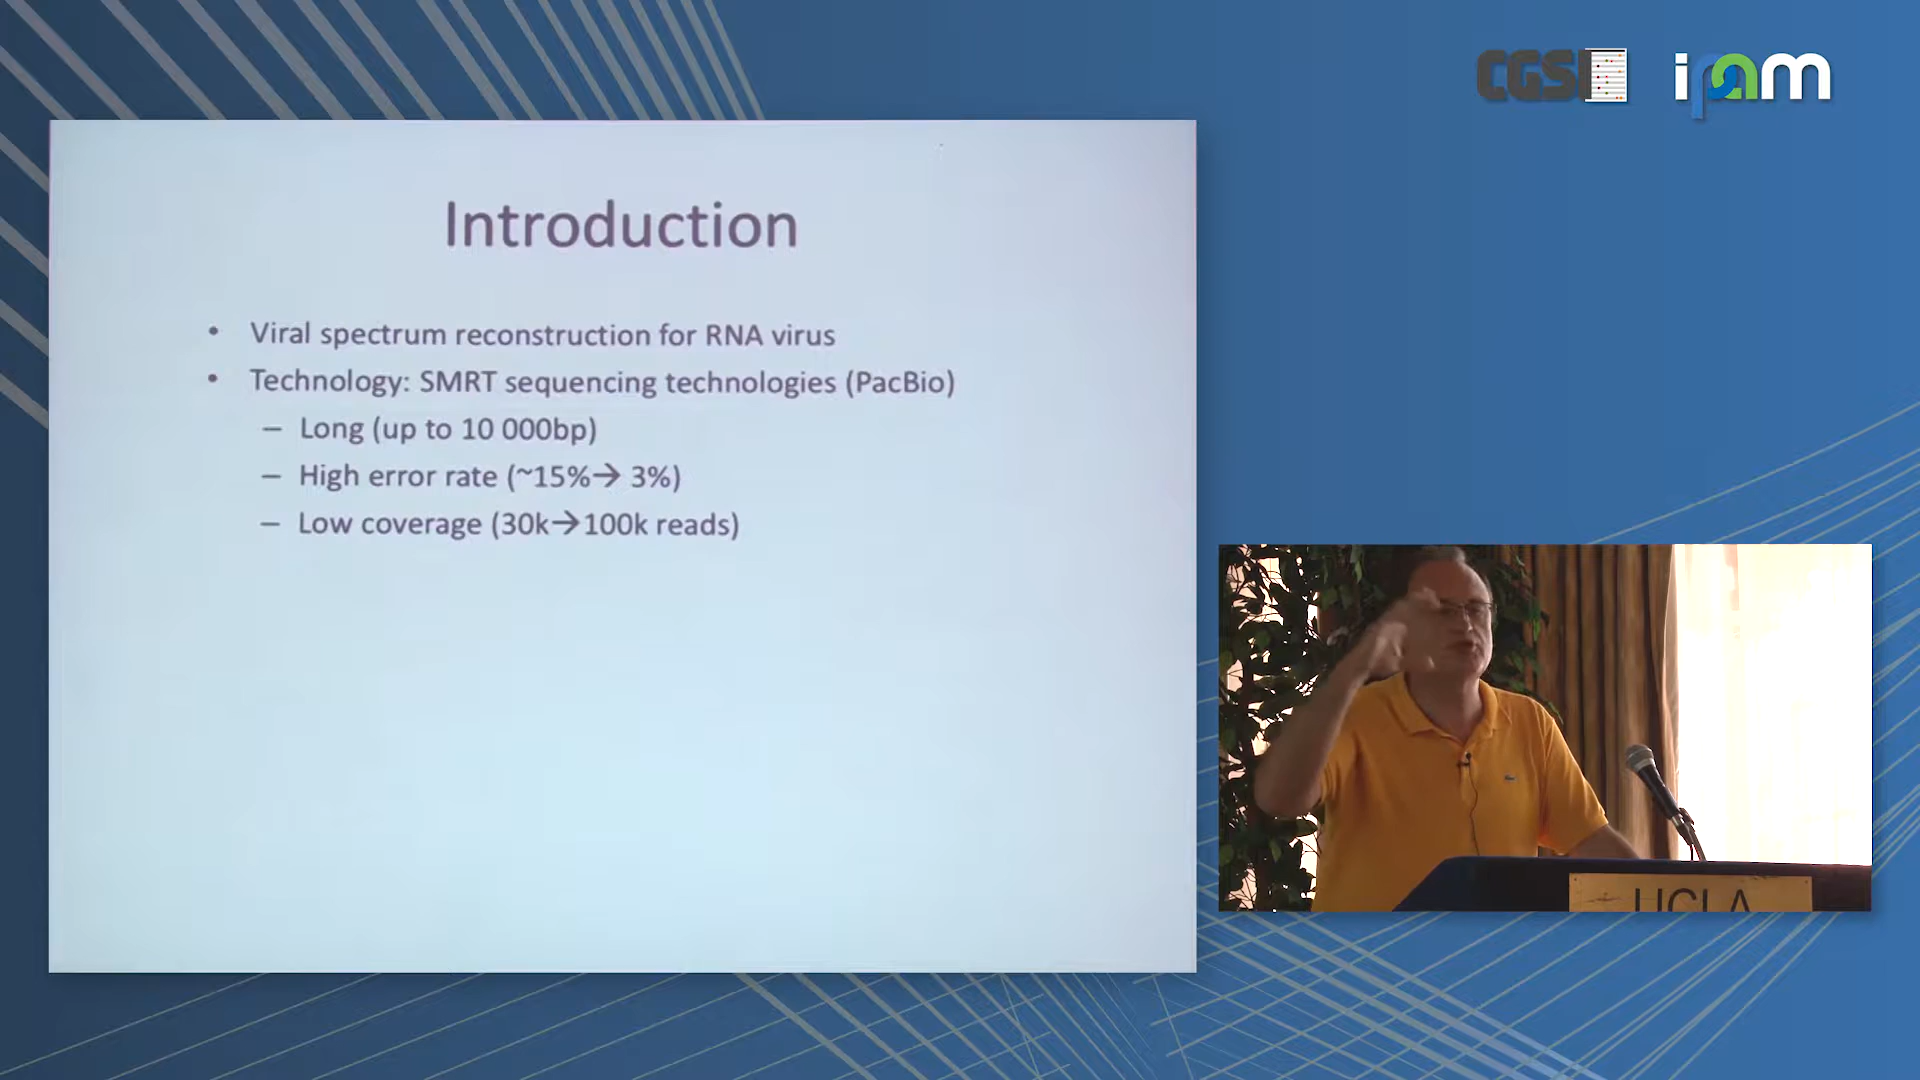 CGSI
ipam
Introduction
• Viral spectrum reconstruction for RNA virus
• Technology: SMRT sequencing technologies (PacBio)
– Long (up to 10 000bp)
– High error rate (~15%→ 3%)
– Low coverage (30k→100k reads)
UCLA